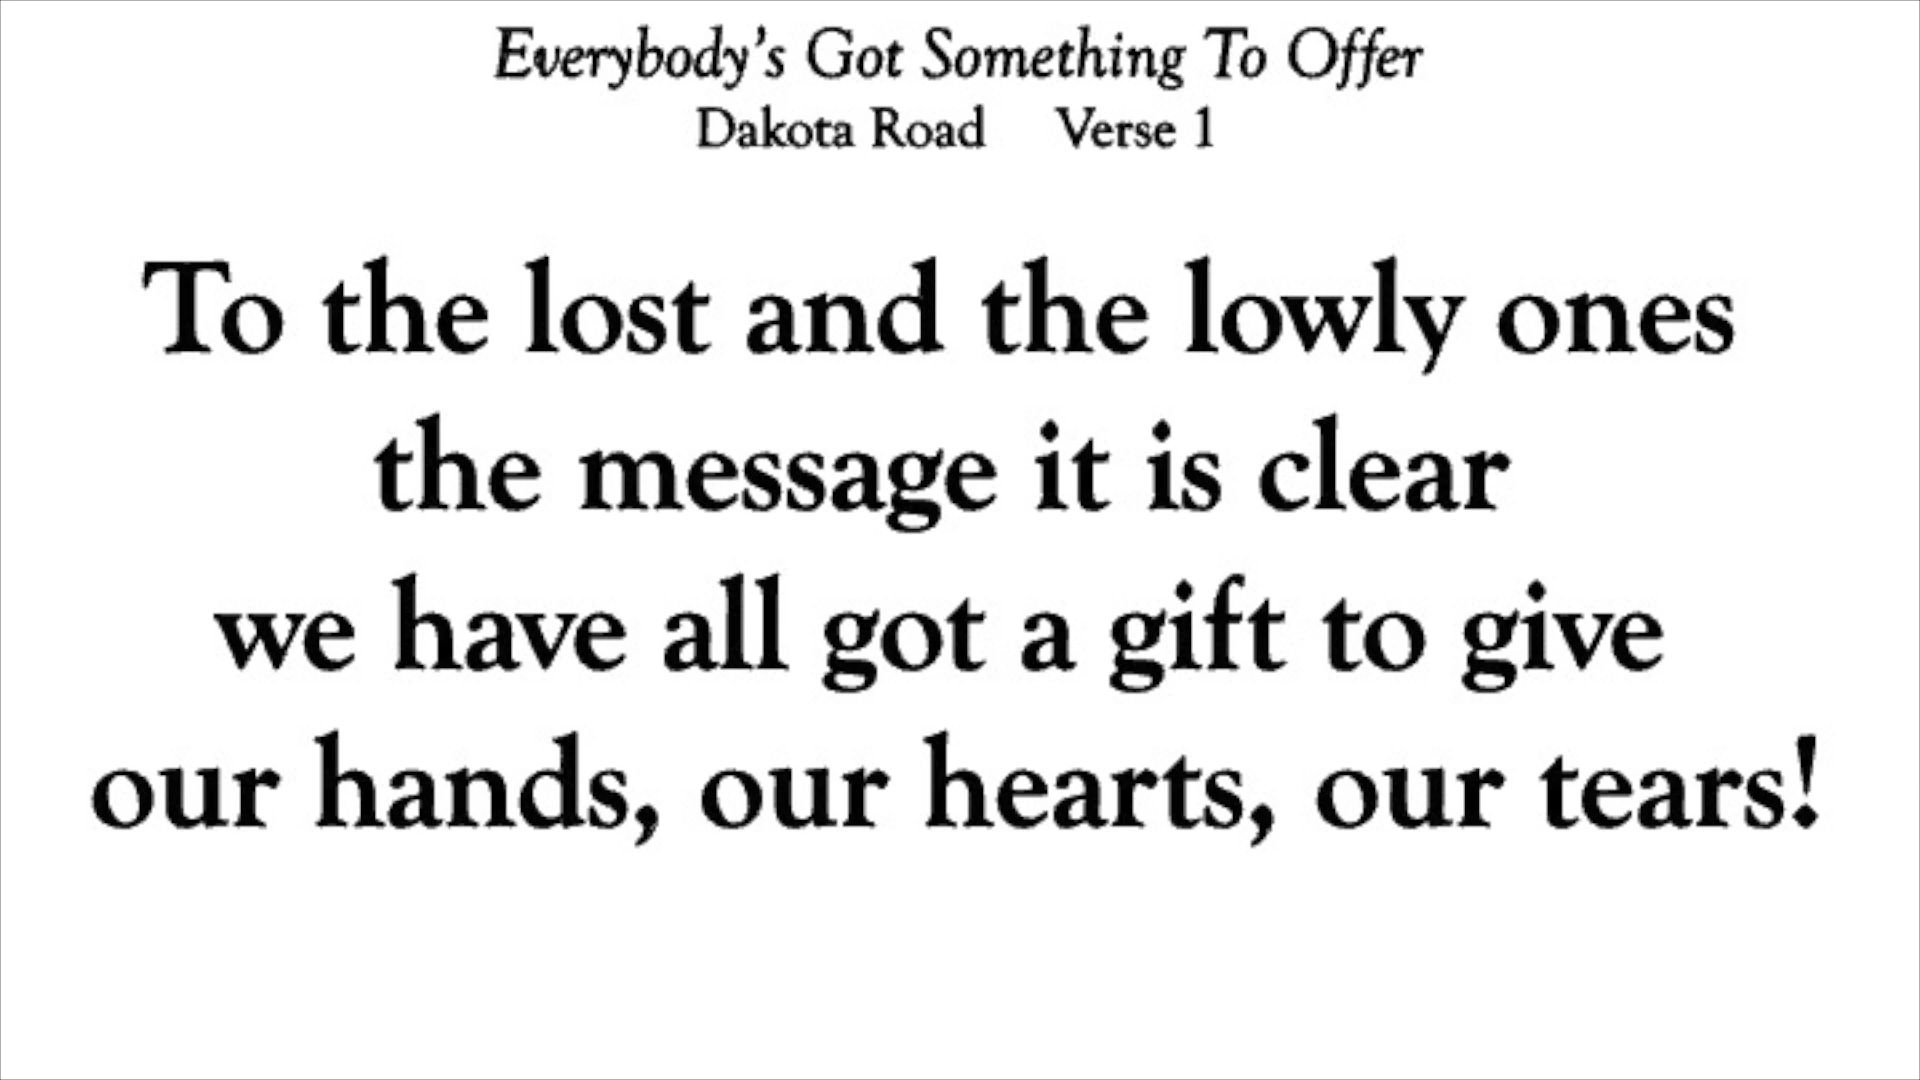 Everybody's Got Something To Offer
Dakota Road Verse 1
To the lost and the lowly ones
the message it is clear
we have all got a gift to give
our hands, our hearts, our tears!